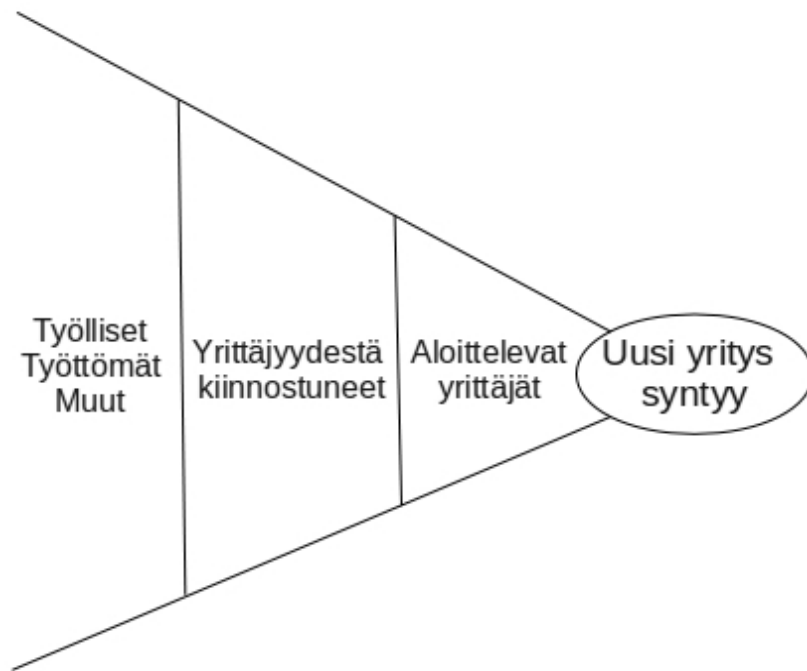 Työlliset
Työttömät
Muut
Yrittäjyydestä
kiinnostuneet
Aloittelevat
yrittäjät
Uusi yritys
syntyy